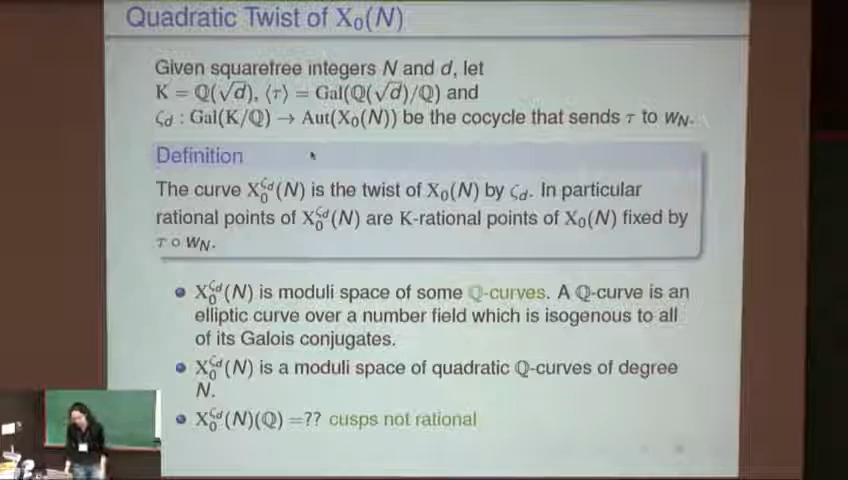 Quadratic Twist of X₀(N)
Given squarefree integers N and d, let
K = ℚ(√d), ⟨τ⟩ = Gal(ℚ(√d)/ℚ) and
ζ_d : Gal(K/ℚ) → Aut(X₀(N)) be the cocycle that sends τ to w_N.
Definition
The curve X₀^{ζ_d}(N) is the twist of X₀(N) by ζ_d. In particular
rational points of X₀^{ζ_d}(N) are K-rational points of X₀(N) fixed by
τ ∘ w_N.
• X₀^{ζ_d}(N) is moduli space of some ℚ-curves. A ℚ-curve is an
elliptic curve over a number field which is isogenous to all
of its Galois conjugates.
• X₀^{ζ_d}(N) is a moduli space of quadratic ℚ-curves of degree
N.
• X₀^{ζ_d}(N)(ℚ) =?? cusps not rational